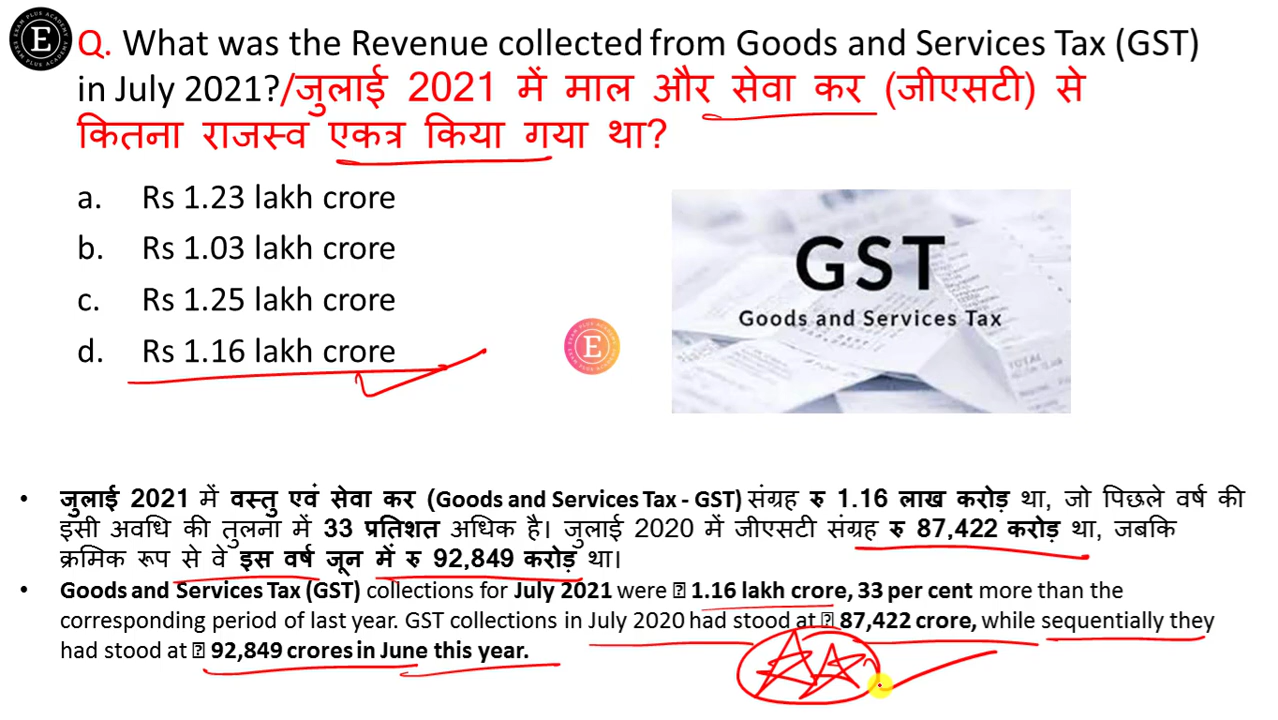 E
Q. What was the Revenue collected from Goods and Services Tax (GST)
in July 2021?/जुलाई 2021 में माल और सेवा कर (जीएसटी) से
कितना राजस्व एकत्र किया गया था?
a. Rs 1.23 lakh crore
b. Rs 1.03 lakh crore
c. Rs 1.25 lakh crore
d. Rs 1.16 lakh crore
GST
Goods and Services Tax
E
• जुलाई 2021 में वस्तु एवं सेवा कर (Goods and Services Tax - GST) संग्रह रु 1.16 लाख करोड़ था, जो पिछले वर्ष की
इसी अवधि की तुलना में 33 प्रतिशत अधिक है। जुलाई 2020 में जीएसटी संग्रह रु 87,422 करोड़ था, जबकि
क्रमिक रूप से वे इस वर्ष जून में रु 92,849 करोड़ था।
• Goods and Services Tax (GST) collections for July 2021 were 1.16 lakh crore, 33 per cent more than the
corresponding period of last year. GST collections in July 2020 had stood at 87,422 crore, while sequentially they
had stood at 92,849 crores in June this year.